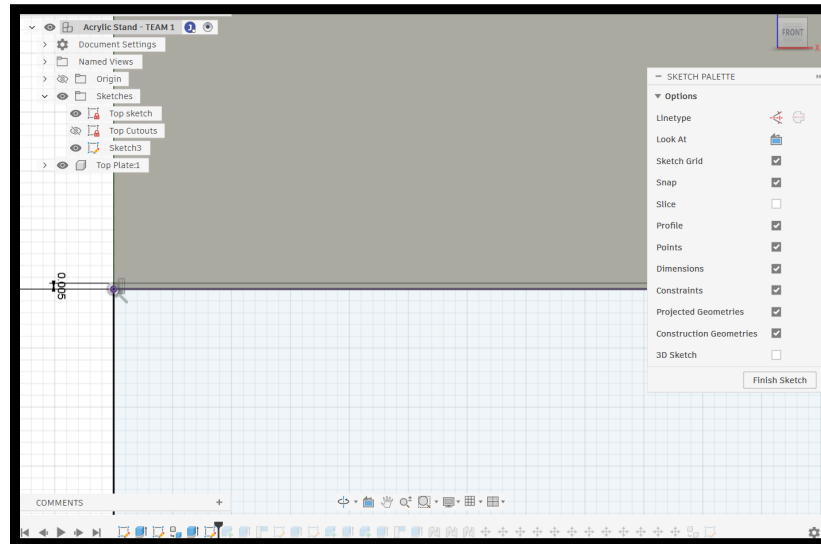 Acrylic Stand - TEAM 1
Document Settings
Named Views
Origin
Sketches
Top sketch
Top Cutouts
Sketch3
Top Plate:1
FRONT
X
SKETCH PALETTE
Options
Linetype
Look At
Sketch Grid
Snap
Slice
Profile
Points
Dimensions
Constraints
Projected Geometries
Construction Geometries
3D Sketch
Finish Sketch
0.005
COMMENTS